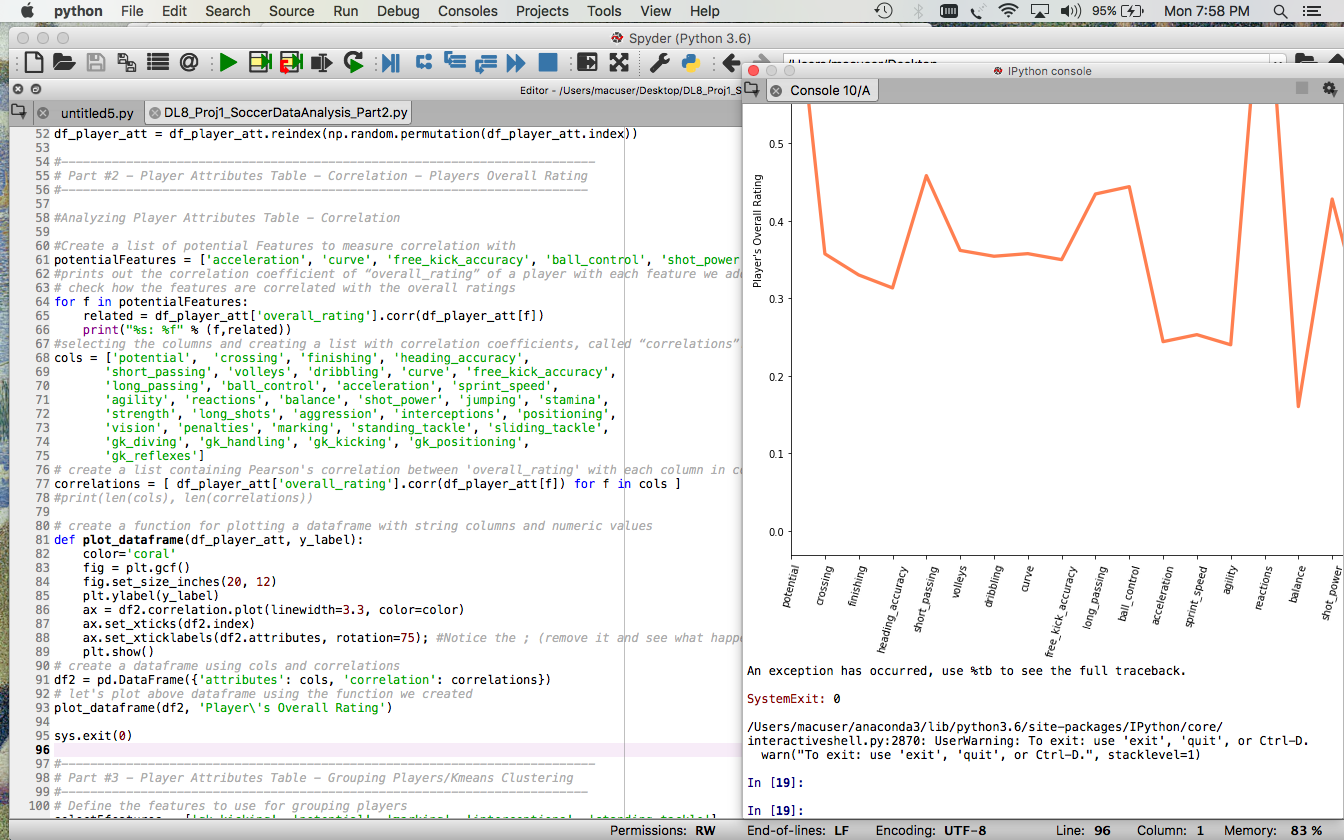 python File Edit Search Source Run Debug Consoles Projects Tools View Help 95% Mon 7:58 PM
Spyder (Python 3.6)
Editor - /Users/macuser/Desktop/DL8_Proj1_S
untitled5.py DL8_Proj1_SoccerDataAnalysis_Part2.py
52 df_player_att = df_player_att.reindex(np.random.permutation(df_player_att.index))
53
54 #--------------------------------------------------------------------------
55 # Part #2 - Player Attributes Table - Correlation - Players Overall Rating
56 #-------------------------------------------------------------------------
57
58 #Analyzing Player Attributes Table - Correlation
59
60 #Create a list of potential Features to measure correlation with
61 potentialFeatures = ['acceleration', 'curve', 'free_kick_accuracy', 'ball_control', 'shot_power
62 #prints out the correlation coefficient of “overall_rating” of a player with each feature we add
63 # check how the features are correlated with the overall ratings
64 for f in potentialFeatures:
65 related = df_player_att['overall_rating'].corr(df_player_att[f])
66 print("%s: %f" % (f,related))
67 #selecting the columns and creating a list with correlation coefficients, called “correlations”
68 cols = ['potential', 'crossing', 'finishing', 'heading_accuracy',
69 'short_passing', 'volleys', 'dribbling', 'curve', 'free_kick_accuracy',
70 'long_passing', 'ball_control', 'acceleration', 'sprint_speed',
71 'agility', 'reactions', 'balance', 'shot_power', 'jumping', 'stamina',
72 'strength', 'long_shots', 'aggression', 'interceptions', 'positioning',
73 'vision', 'penalties', 'marking', 'standing_tackle', 'sliding_tackle',
74 'gk_diving', 'gk_handling', 'gk_kicking', 'gk_positioning',
75 'gk_reflexes']
76 # create a list containing Pearson's correlation between 'overall_rating' with each column in co
77 correlations = [ df_player_att['overall_rating'].corr(df_player_att[f]) for f in cols ]
78 #print(len(cols), len(correlations))
79
80 # create a function for plotting a dataframe with string columns and numeric values
81 def plot_dataframe(df_player_att, y_label):
82 color='coral'
83 fig = plt.gcf()
84 fig.set_size_inches(20, 12)
85 plt.ylabel(y_label)
86 ax = df2.correlation.plot(linewidth=3.3, color=color)
87 ax.set_xticks(df2.index)
88 ax.set_xticklabels(df2.attributes, rotation=75); #Notice the ; (remove it and see what happe
89 plt.show()
90 # create a dataframe using cols and correlations
91 df2 = pd.DataFrame({'attributes': cols, 'correlation': correlations})
92 # let's plot above dataframe using the function we created
93 plot_dataframe(df2, 'Player\'s Overall Rating')
94
95 sys.exit(0)
96
97 #--------------------------------------------------------------------------
98 # Part #3 - Player Attributes Table - Grouping Players/Kmeans Clustering
99 #-------------------------------------------------------------------------
100 # Define the features to use for grouping players
IPython console
Console 10/A
Player's Overall Rating
0.5
0.4
0.3
0.2
0.1
0.0
potential crossing finishing heading_accuracy short_passing volleys dribbling curve free_kick_accuracy long_passing ball_control acceleration sprint_speed agility reactions balance shot_power
An exception has occurred, use %tb to see the full traceback.
SystemExit: 0
/Users/macuser/anaconda3/lib/python3.6/site-packages/IPython/core/
interactiveshell.py:2870: UserWarning: To exit: use 'exit', 'quit', or Ctrl-D.
warn("To exit: use 'exit', 'quit', or Ctrl-D.", stacklevel=1)
In [19]:
In [19]:
Permissions: RW End-of-lines: LF Encoding: UTF-8 Line: 96 Column: 1 Memory: 83 %